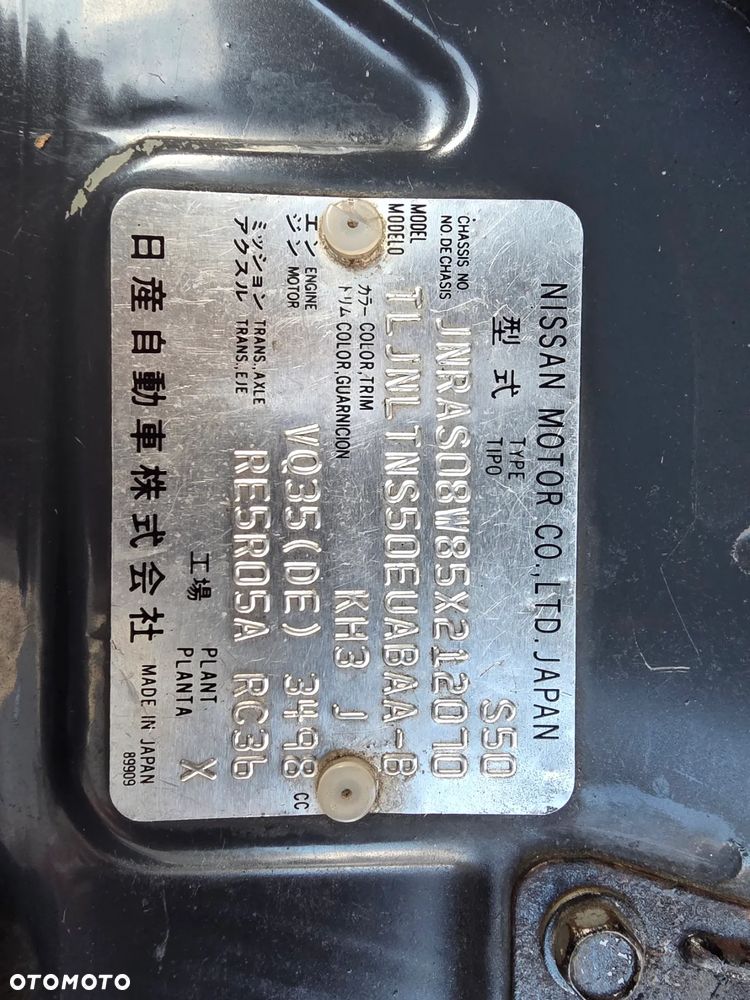 NISSAN MOTOR CO.,LTD. JAPAN
型式 TYPE TIPO S50
CHASSIS NO.
NO. DE CHASIS JNRAS08W85X212070
MODEL
MODELO TLJNLTNS50EUABAA-B
カラー COLOR,TRIM
トリム COLOR,GUARNICION KH3 J
エン ENGINE
ジン MOTOR VQ35(DE) 3498 CC
ミッション TRANS.,AXLE
アクスル TRANS.,EJE RE5R05A RC36
工場 PLANT
PLANTA X
日産自動車株式会社 MADE IN JAPAN
89909
OTOMOTO